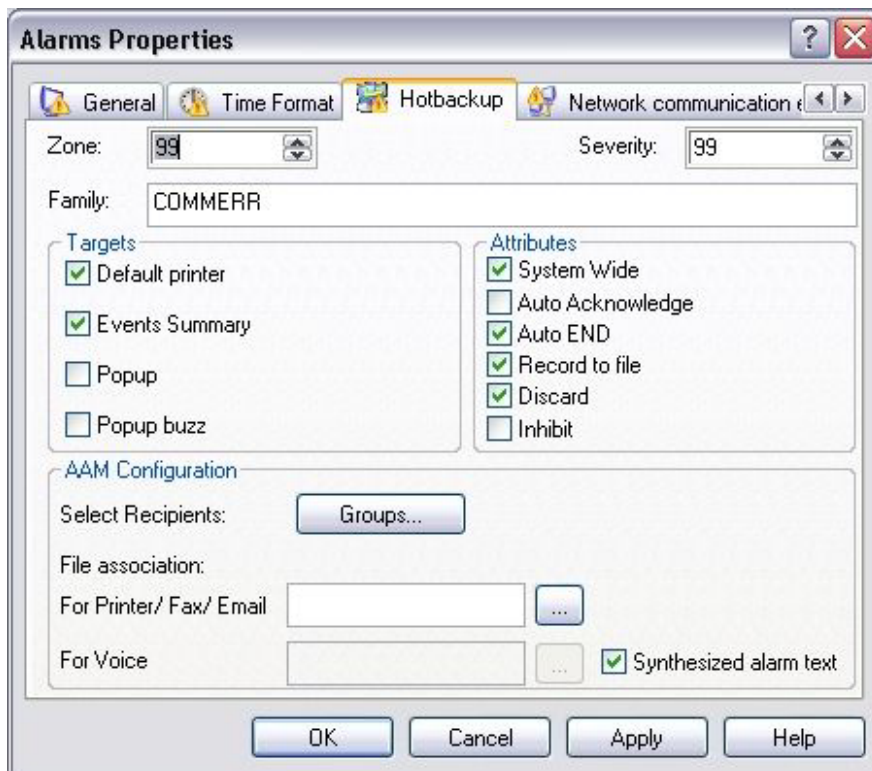 Alarms Properties
General Time Format Hotbackup Network communication e
Zone: 99 Severity: 99
Family: COMMERR
Targets
Default printer
Events Summary
Popup
Popup buzz
Attributes
System Wide
Auto Acknowledge
Auto END
Record to file
Discard
Inhibit
AAM Configuration
Select Recipients: Groups...
File association:
For Printer/ Fax/ Email ...
For Voice ... Synthesized alarm text
OK Cancel Apply Help